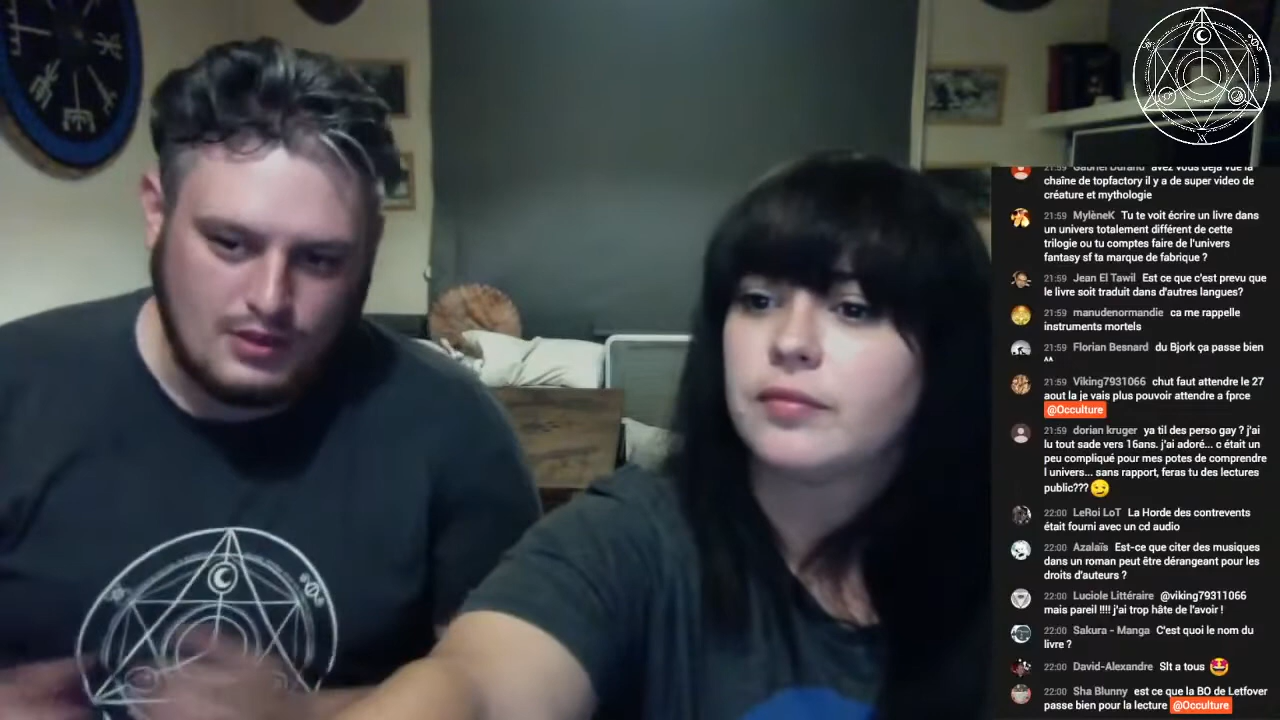 21:59 Gabriel Durand avez vous déjà vue la
chaîne de topfactory il y a de super video de
créature et mythologie
21:59 MylèneK Tu te voit écrire un livre dans
un univers totalement différent de cette
trilogie ou tu comptes faire de l'univers
fantasy sf ta marque de fabrique ?
21:59 Jean El Tawil Est ce que c'est prevu que
le livre soit traduit dans d'autres langues?
21:59 manudenormandie ca me rappelle
instruments mortels
21:59 Florian Besnard du Bjork ça passe bien
^^
21:59 Viking7931066 chut faut attendre le 27
aout la je vais plus pouvoir attendre a fprce
@Occulture
21:59 dorian kruger ya til des perso gay ? j'ai
lu tout sade vers 16ans. j'ai adoré... c était un
peu compliqué pour mes potes de comprendre
l univers... sans rapport, feras tu des lectures
public???
22:00 LeRoi LoT La Horde des contrevents
était fourni avec un cd audio
22:00 Azalaïs Est-ce que citer des musiques
dans un roman peut être dérangeant pour les
droits d'auteurs ?
22:00 Luciole Littéraire @viking79311066
mais pareil !!!! j'ai trop hâte de l'avoir !
22:00 Sakura - Manga C'est quoi le nom du
livre ?
22:00 David-Alexandre Slt a tous
22:00 Sha Blunny est ce que la BO de Letfover
passe bien pour la lecture @Occulture